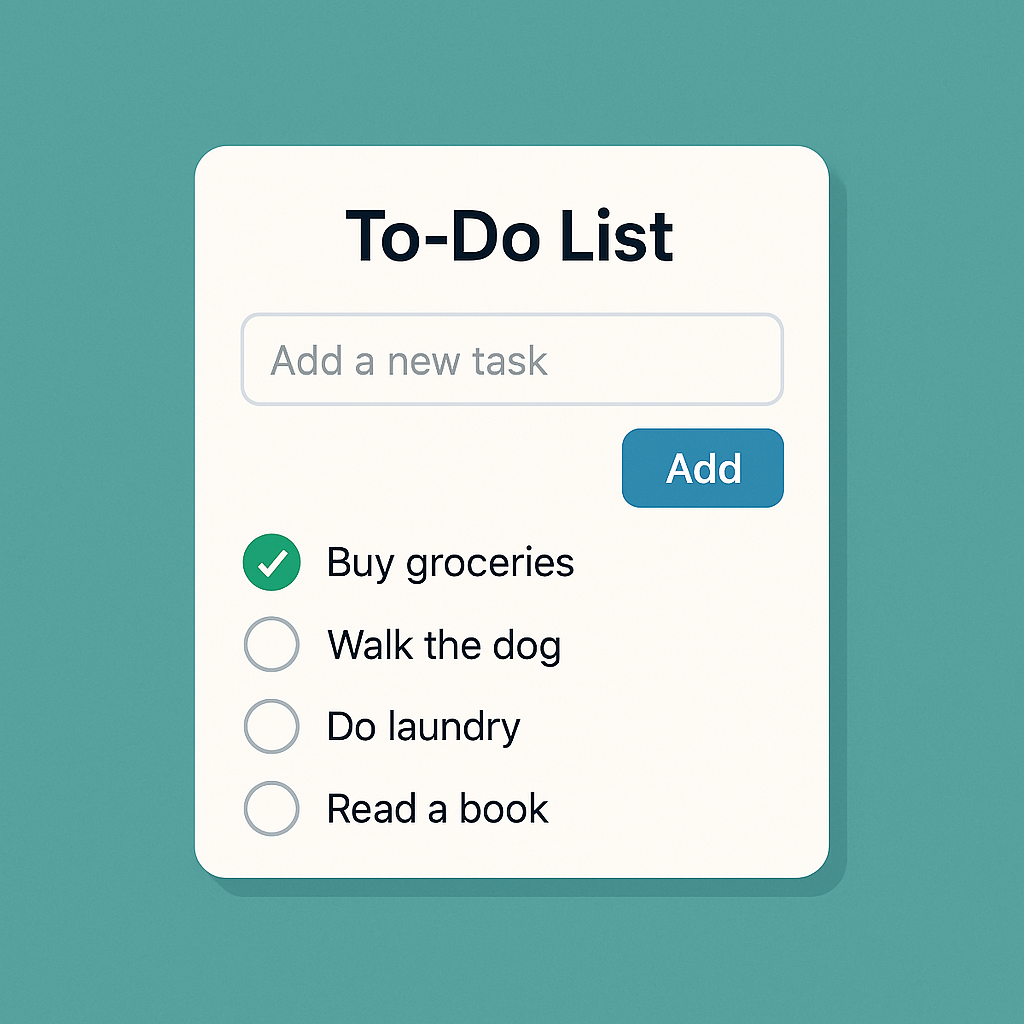 To-Do List
Add a new task
Add
Buy groceries
Walk the dog
Do laundry
Read a book